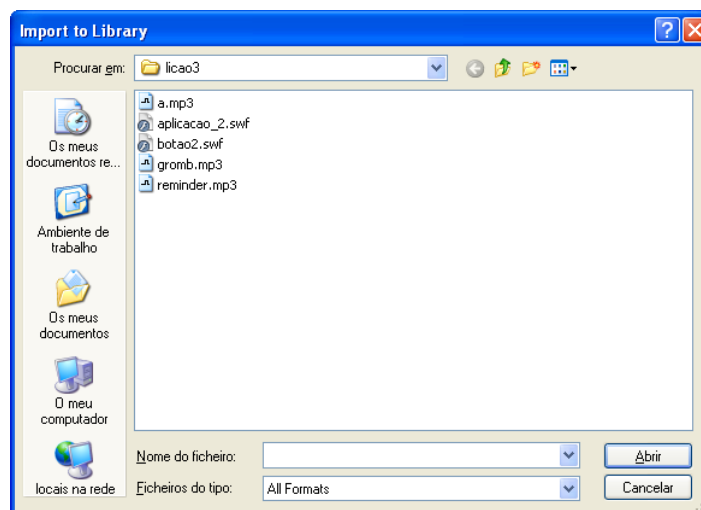 Import to Library
Procurar em:
licao3
a.mp3
aplicacao_2.swf
botao2.swf
gromb.mp3
reminder.mp3
Os meus
documentos re...
Ambiente de
trabalho
Os meus
documentos
O meu
computador
locais na rede
Nome do ficheiro:
Abrir
Ficheiros do tipo:
All Formats
Cancelar